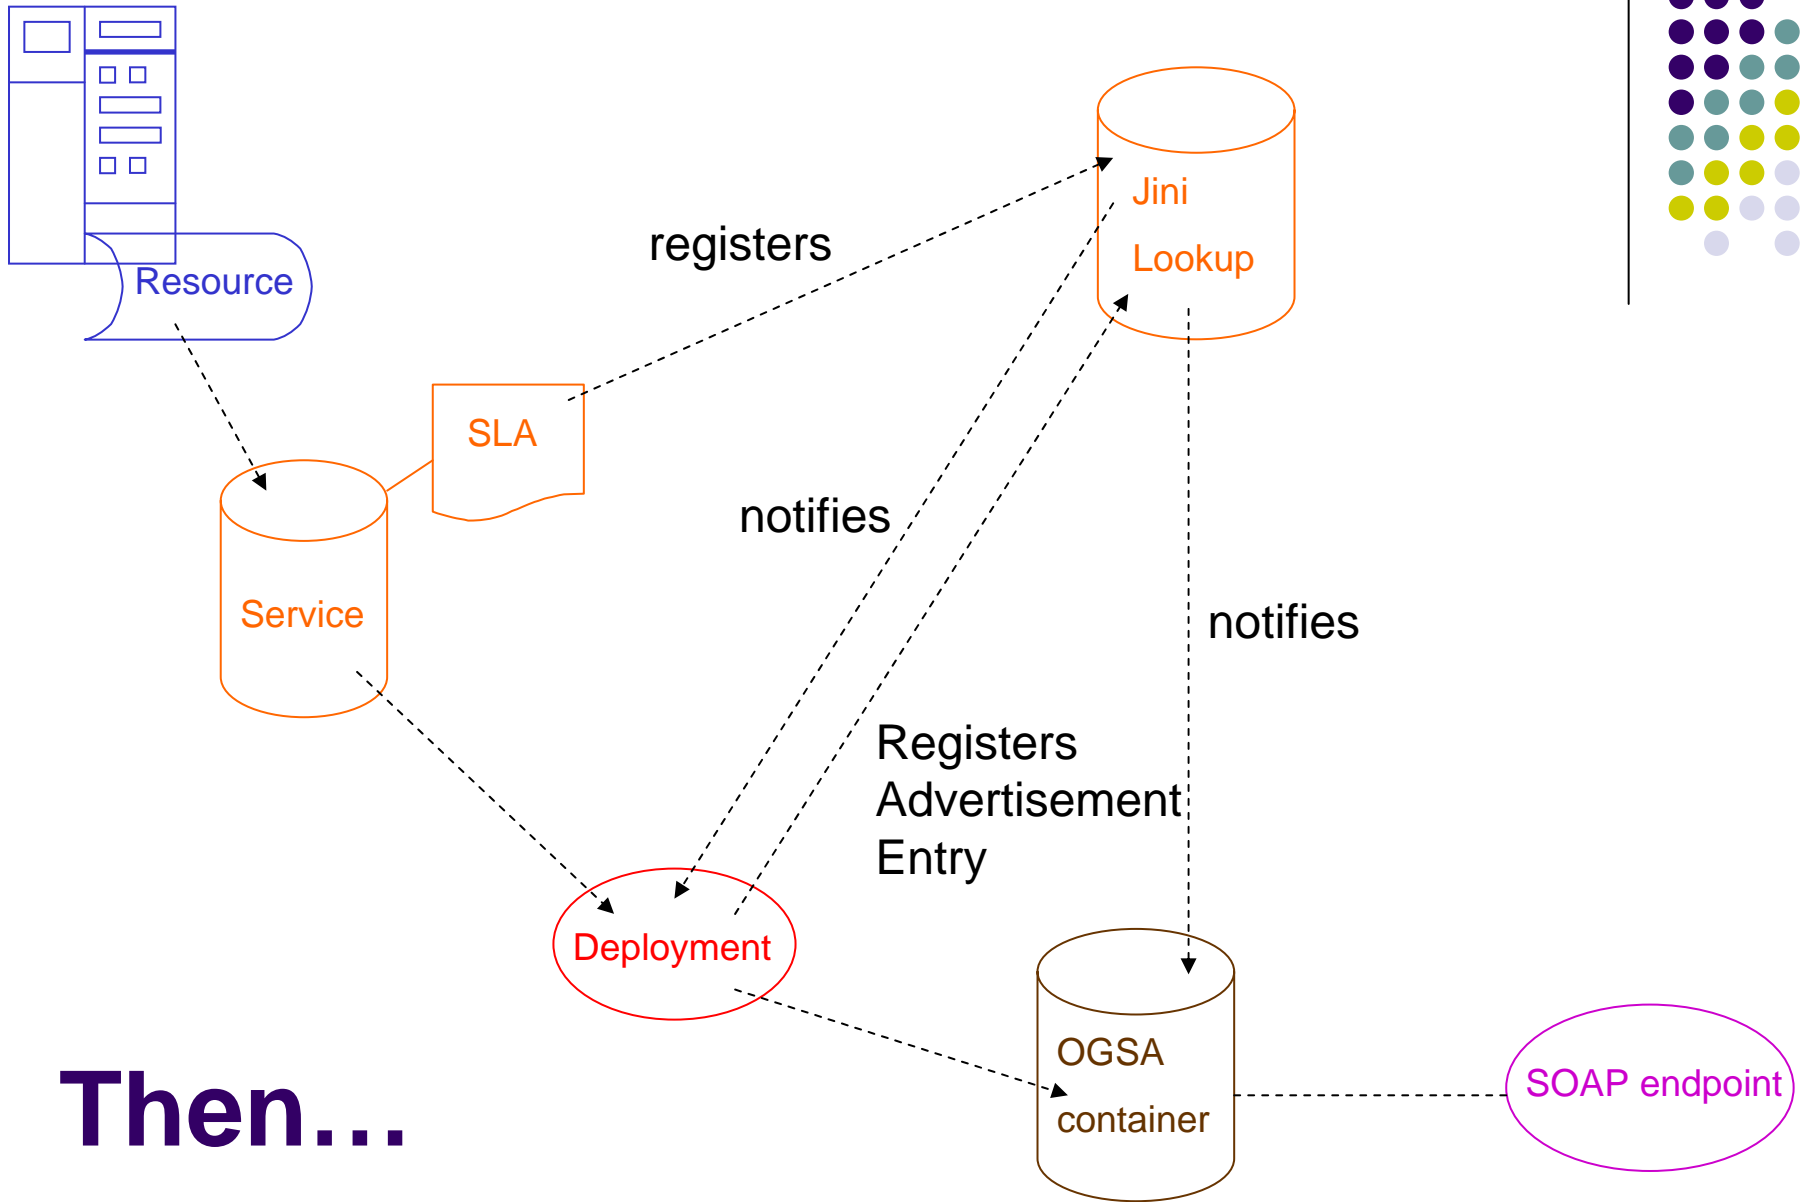 Resource
registers
Jini
Lookup
SLA
notifies
Service
notifies
Registers
Advertisement
Entry
Deployment
OGSA
container
SOAP endpoint
Then…